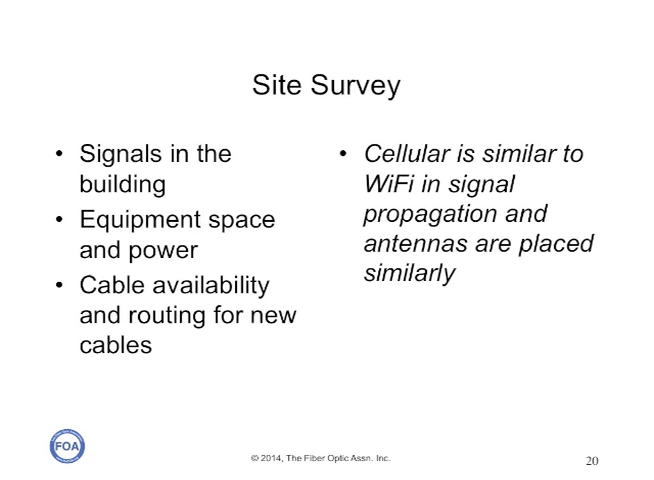 Site Survey
• Signals in the
building
• Equipment space
and power
• Cable availability
and routing for new
cables
• Cellular is similar to
WiFi in signal
propagation and
antennas are placed
similarly
FOA
© 2014, The Fiber Optic Assn. Inc.
20